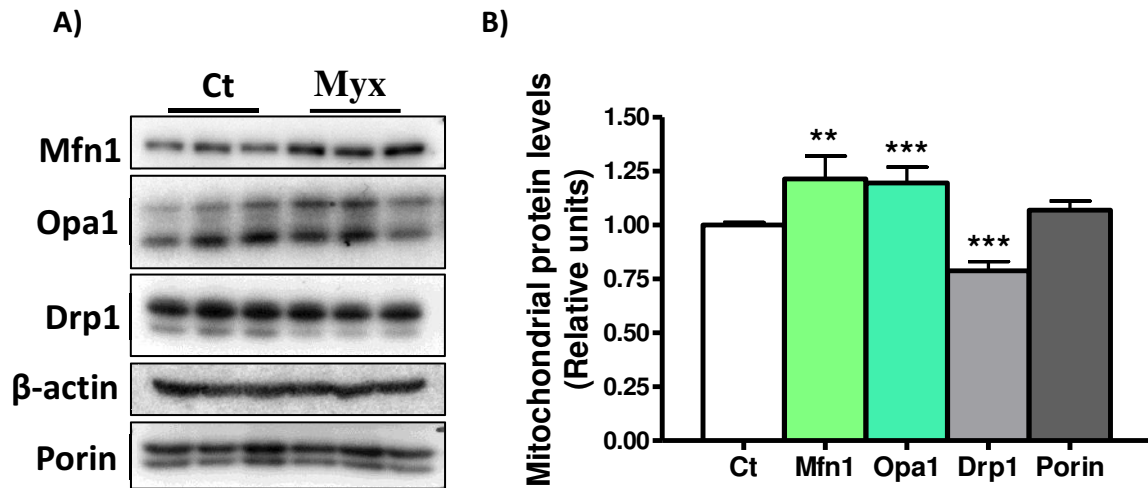 A)
Ct Myx
Mfn1
Opa1
Drp1
β-actin
Porin
B)
Mitochondrial protein levels
(Relative units)
1.50
1.25
1.00
0.75
0.50
0.25
0.00
** *** ***
Ct Mfn1 Opa1 Drp1 Porin